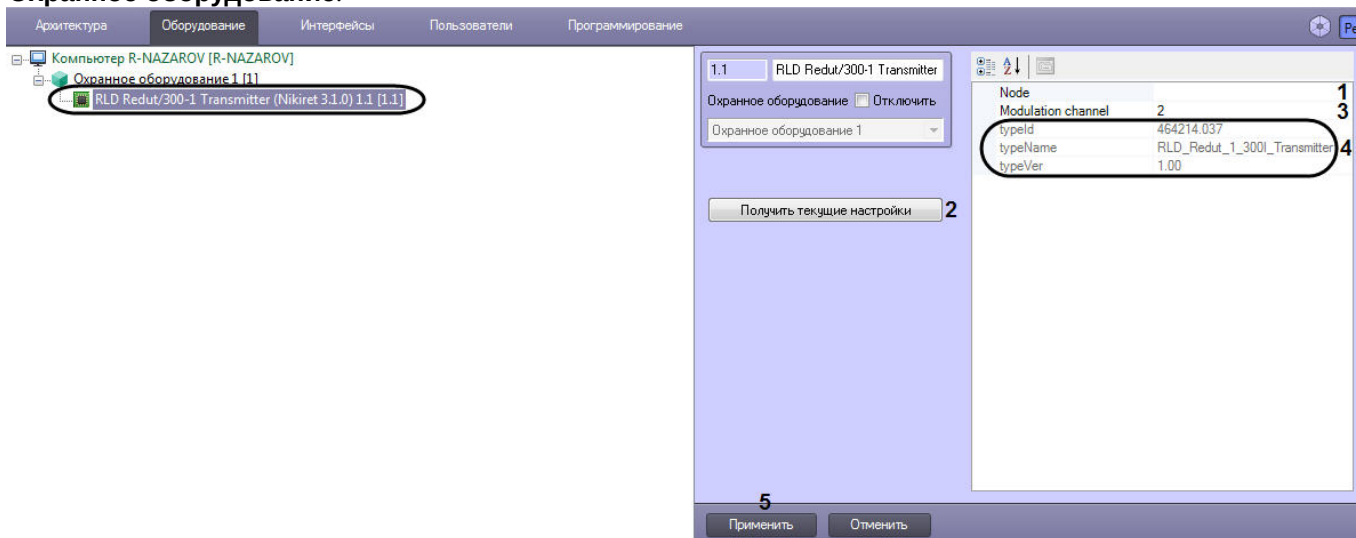 Охранное оборудование.
Архитектура Оборудование Интерфейсы Пользователи Программирование
Компьютер R-NAZAROV [R-NAZAROV]
Охранное оборудование 1 [1]
RLD Redut/300-1 Transmitter (Nikiret 3.1.0) 1.1 [1.1]
1.1 RLD Redut/300-1 Transmitter
Охранное оборудование Отключить
Охранное оборудование 1
Получить текущие настройки 2
Node 1
Modulation channel 2 3
typeId 464214.037
typeName RLD_Redut_1_300I_Transmitter 4
typeVer 1.00
5
Применить Отменить